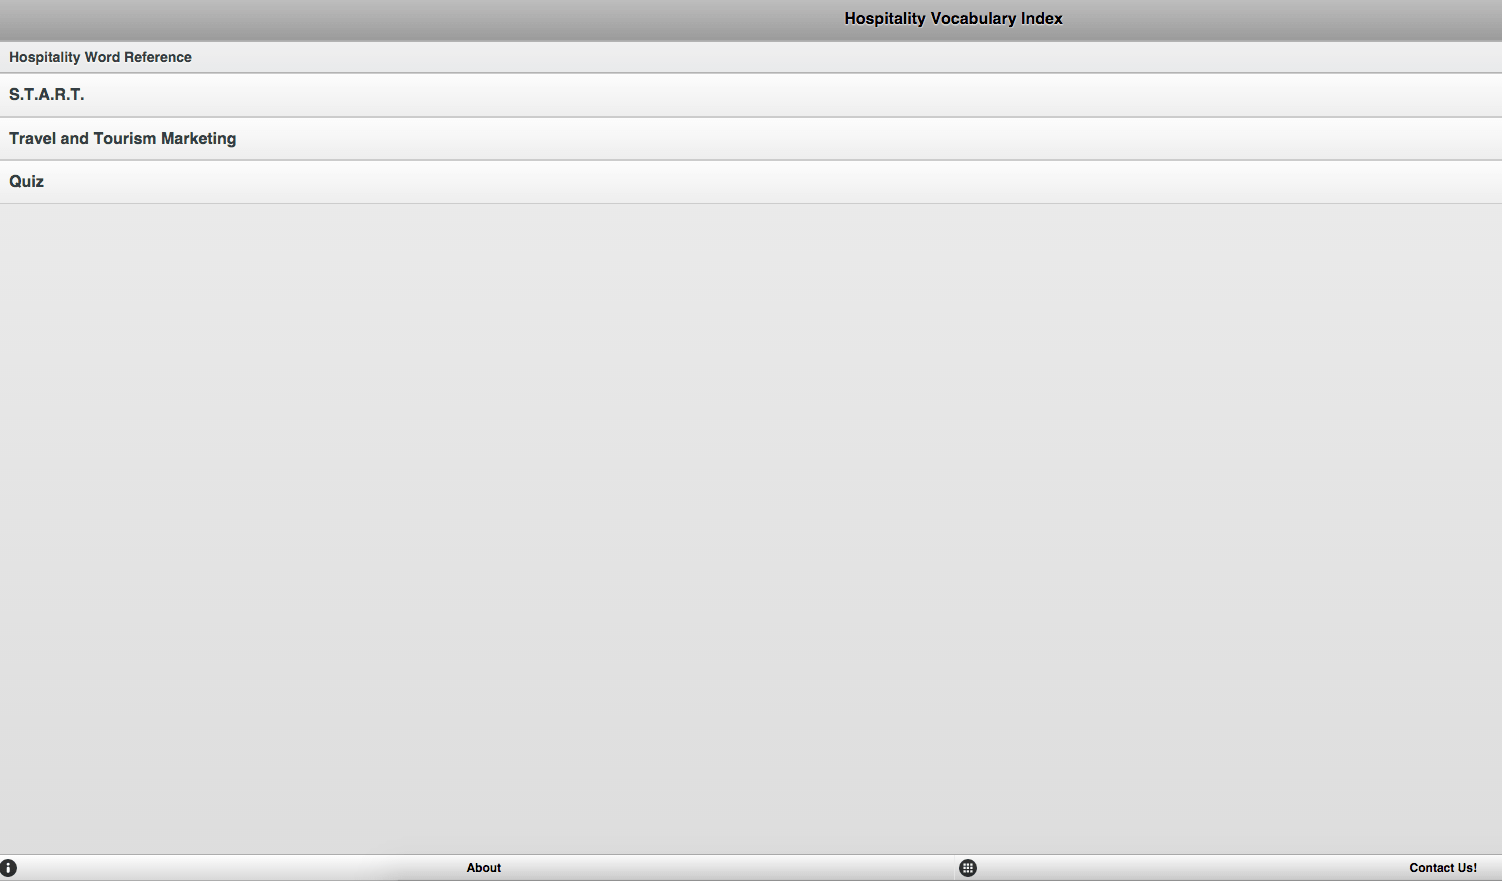 Hospitality Vocabulary Index
Hospitality Word Reference
S.T.A.R.T.
Travel and Tourism Marketing
Quiz
About
Contact Us!